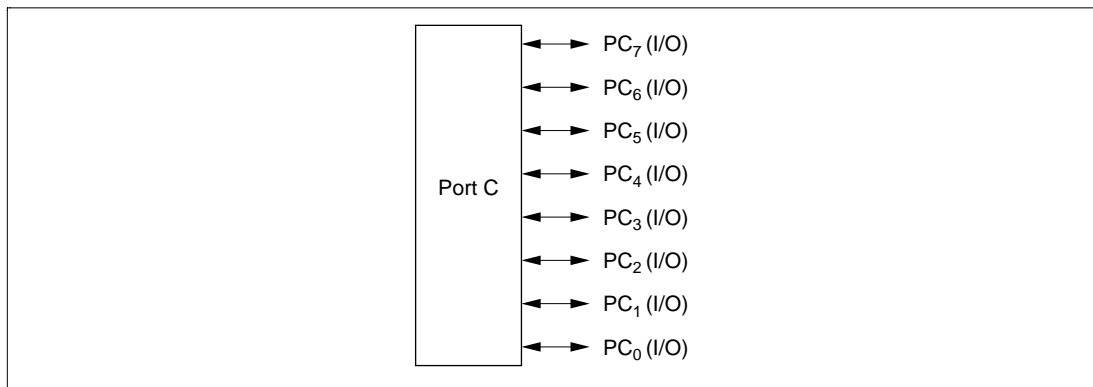 PC₇ (I/O)
PC₆ (I/O)
PC₅ (I/O)
PC₄ (I/O)
Port C
PC₃ (I/O)
PC₂ (I/O)
PC₁ (I/O)
PC₀ (I/O)